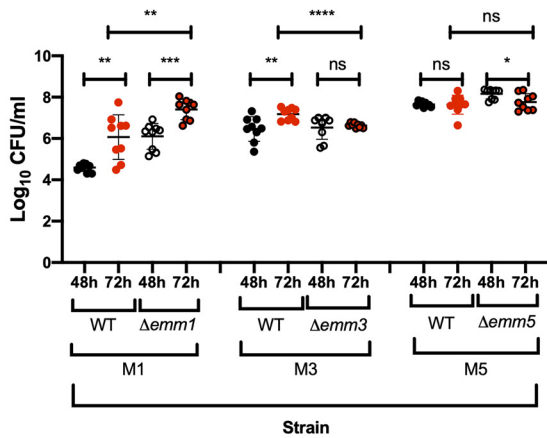 ** **** ns
** *** ** ns ns *
Log10 CFU/ml
10
8
6
4
2
0
48h 72h 48h 72h 48h 72h 48h 72h 48h 72h 48h 72h
WT Δemm1 WT Δemm3 WT Δemm5
M1 M3 M5
Strain